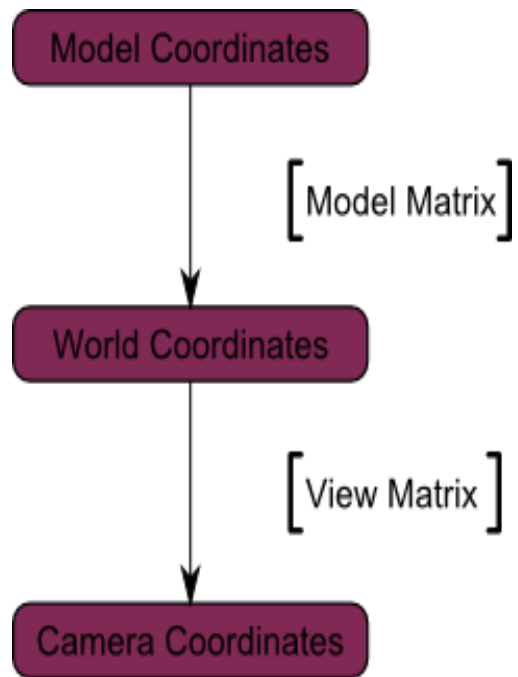 Model Coordinates
[Model Matrix]
World Coordinates
[View Matrix]
Camera Coordinates